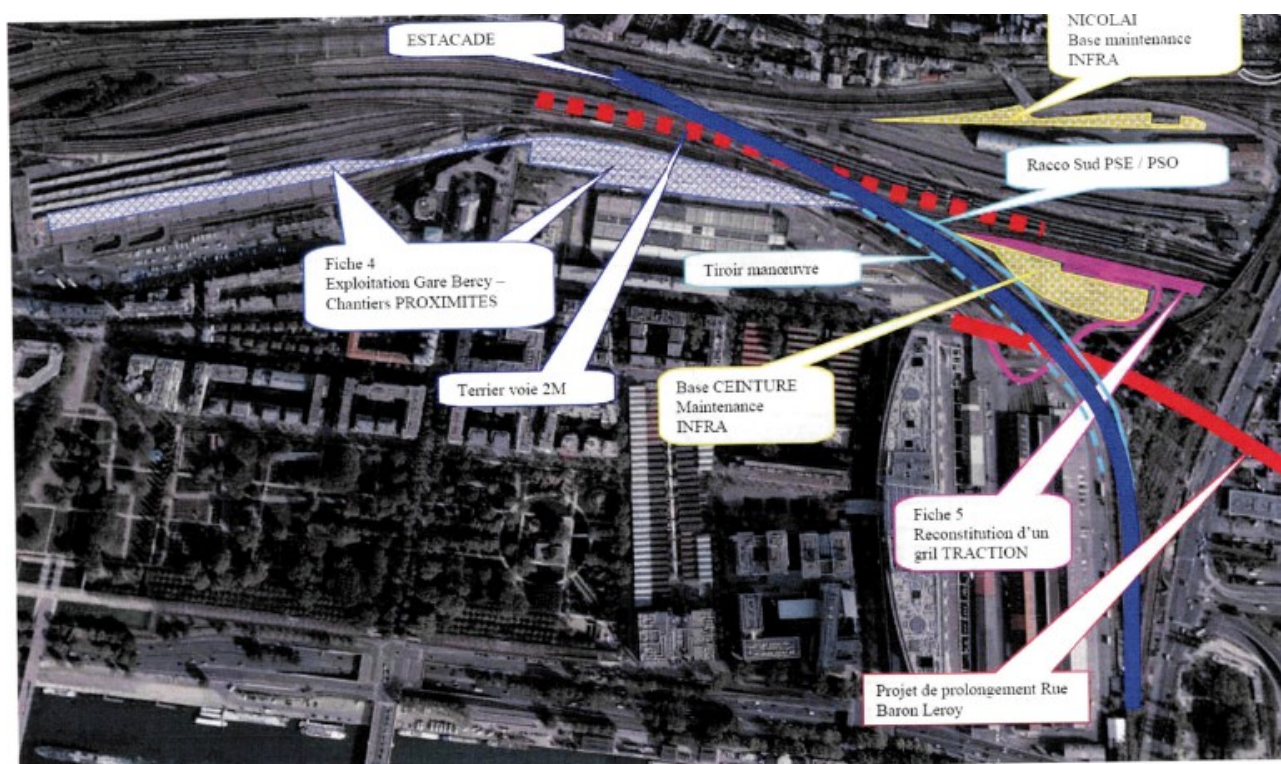 ESTACADE
NICOLAI
Base maintenance
INFRA
Racco Sud PSE / PSO
Fiche 4
Exploitation Gare Bercy –
Chantiers PROXIMITES
Tiroir manœuvre
Terrier voie 2M
Base CEINTURE
Maintenance
INFRA
Fiche 5
Reconstitution d’un
gril TRACTION
Projet de prolongement Rue
Baron Leroy